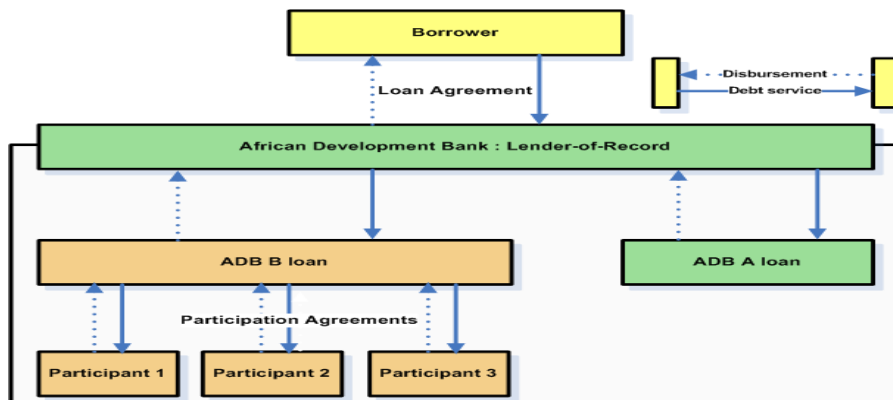 Borrower
Disbursement
Loan Agreement
Debt service
African Development Bank : Lender-of-Record
ADB B loan
ADB A loan
Participation Agreements
Participant 1
Participant 2
Participant 3